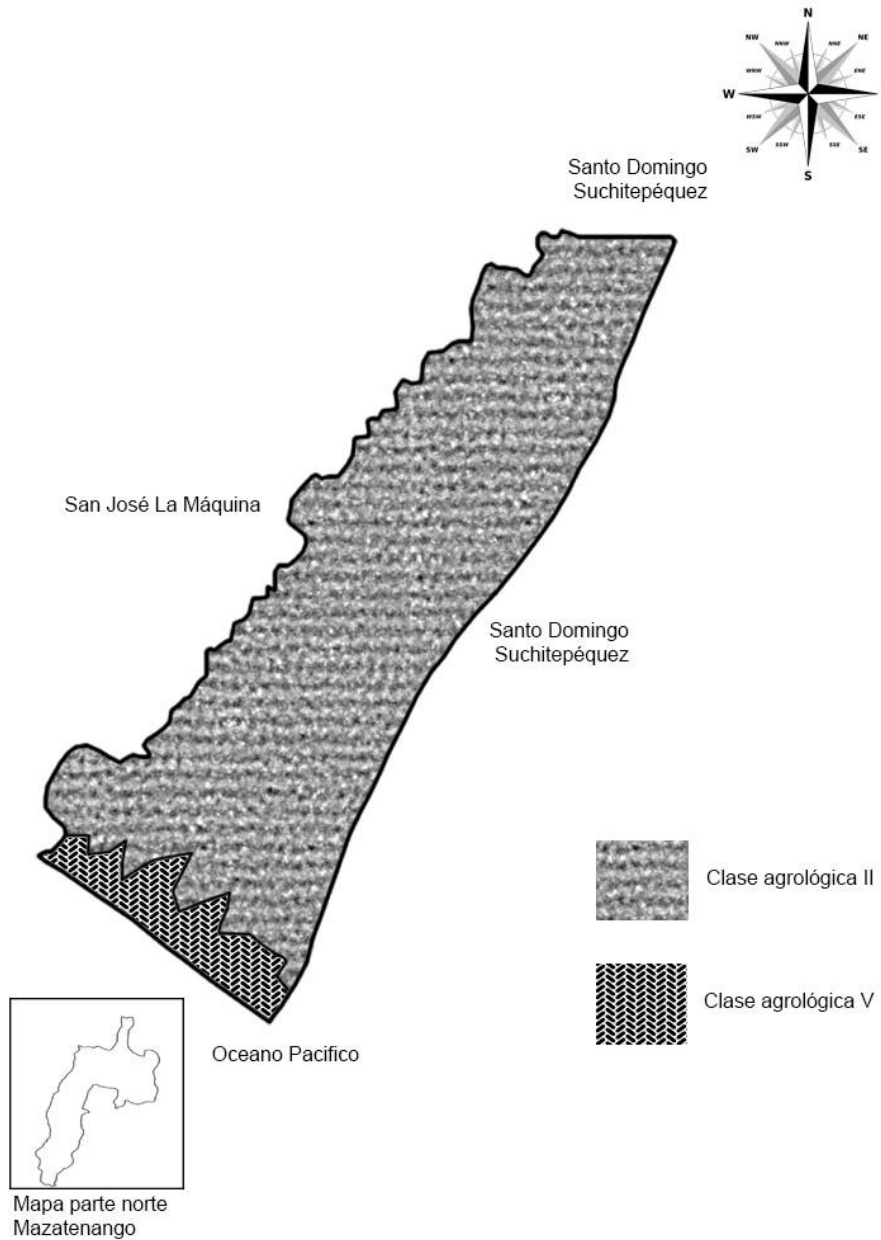 N
NW
NNW
NNE
NE
WNW
ENE
W
WSW
ESE
SW
SSW
SSE
SE
S
Santo Domingo
Suchitepéquez
San José La Máquina
Santo Domingo
Suchitepéquez
Clase agrológica II
Clase agrológica V
Oceano Pacifico
Mapa parte norte
Mazatenango